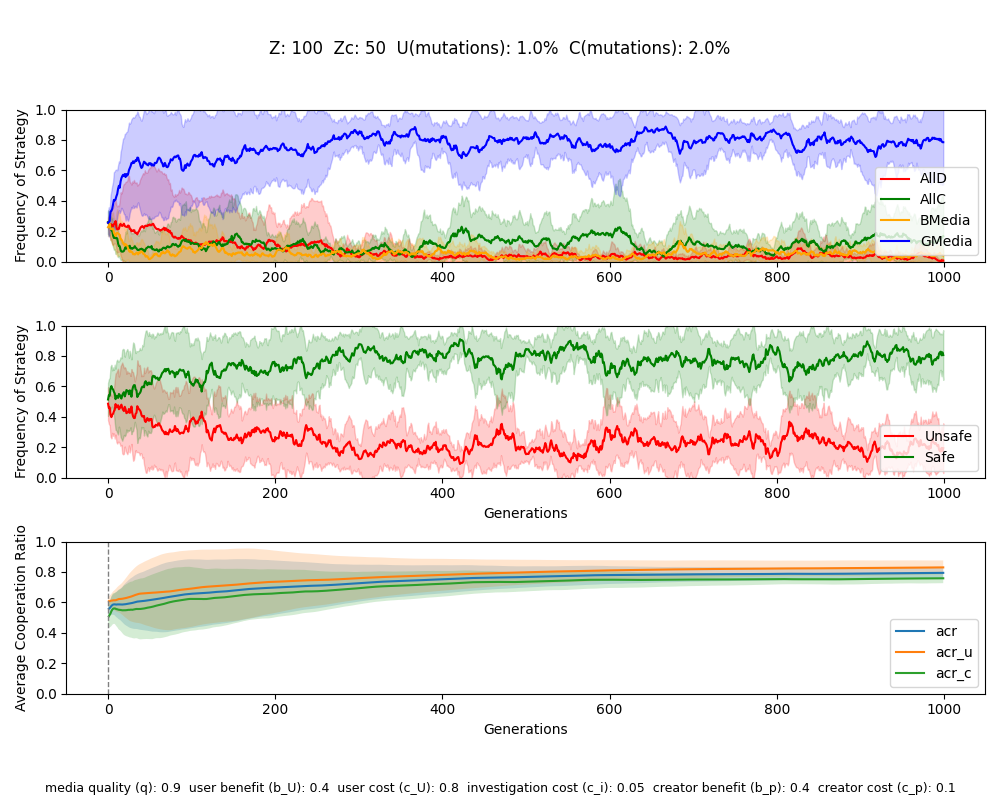 Z: 100  Zc: 50  U(mutations): 1.0%  C(mutations): 2.0%
Frequency of Strategy
1.0
0.8
0.6
0.4
0.2
0.0
AllD
AllC
BMedia
GMedia
0 200 400 600 800 1000
Frequency of Strategy
1.0
0.8
0.6
0.4
0.2
0.0
Unsafe
Safe
0 200 400 600 800 1000
Generations
Average Cooperation Ratio
1.0
0.8
0.6
0.4
0.2
0.0
acr
acr_u
acr_c
0 200 400 600 800 1000
Generations
media quality (q): 0.9  user benefit (b_U): 0.4  user cost (c_U): 0.8  investigation cost (c_i): 0.05  creator benefit (b_p): 0.4  creator cost (c_p): 0.1